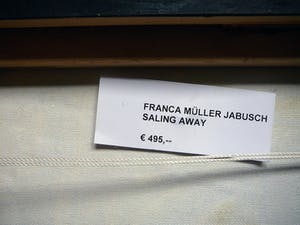 FRANCA MÜLLER JABUSCH
SALING AWAY
€ 495,--